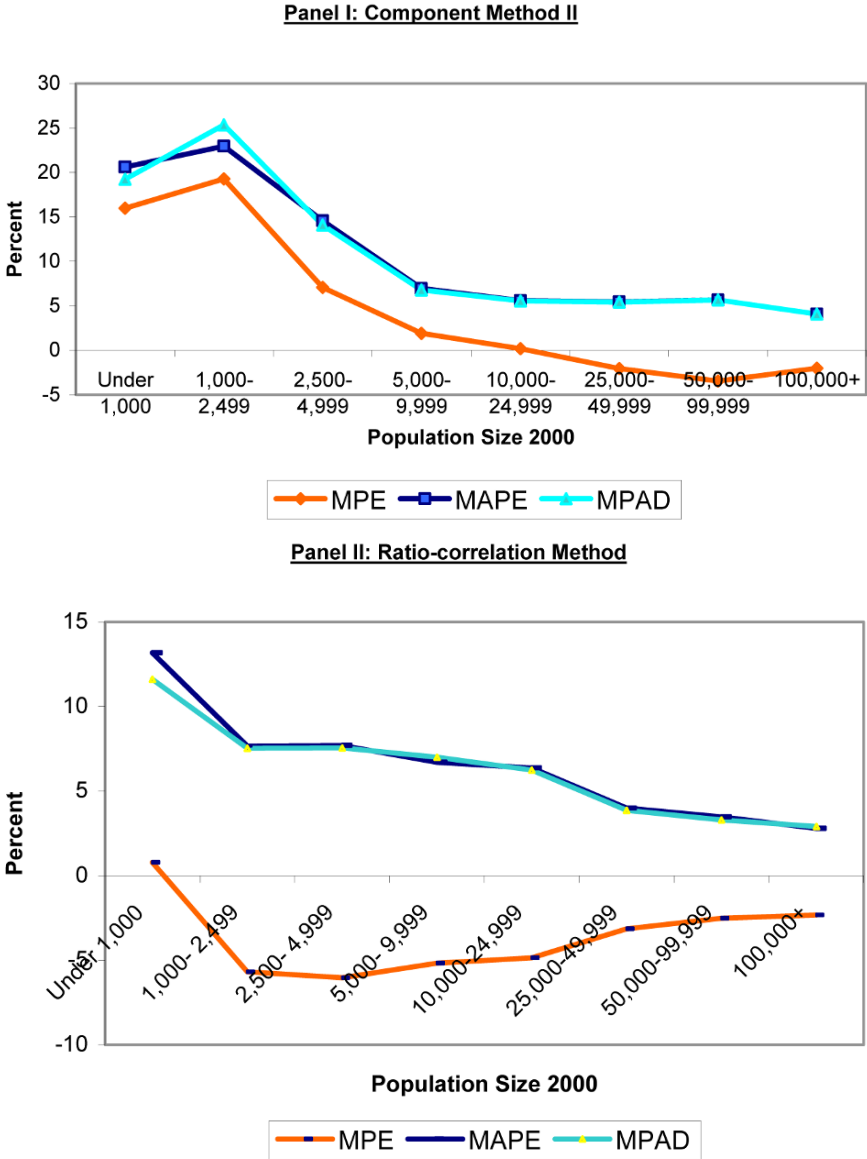 Panel I: Component Method II
30
25
20
15
10
5
0
-5
Percent
Under 1,000- 2,500- 5,000- 10,000- 25,000- 50,000- 100,000+
1,000 2,499 4,999 9,999 24,999 49,999 99,999
Population Size 2000
MPE MAPE MPAD
Panel II: Ratio-correlation Method
15
10
5
0
-5
-10
Percent
Under 1,000
1,000- 2,499
2,500- 4,999
5,000- 9,999
10,000-24,999
25,000-49,999
50,000-99,999
100,000+
Population Size 2000
MPE MAPE MPAD